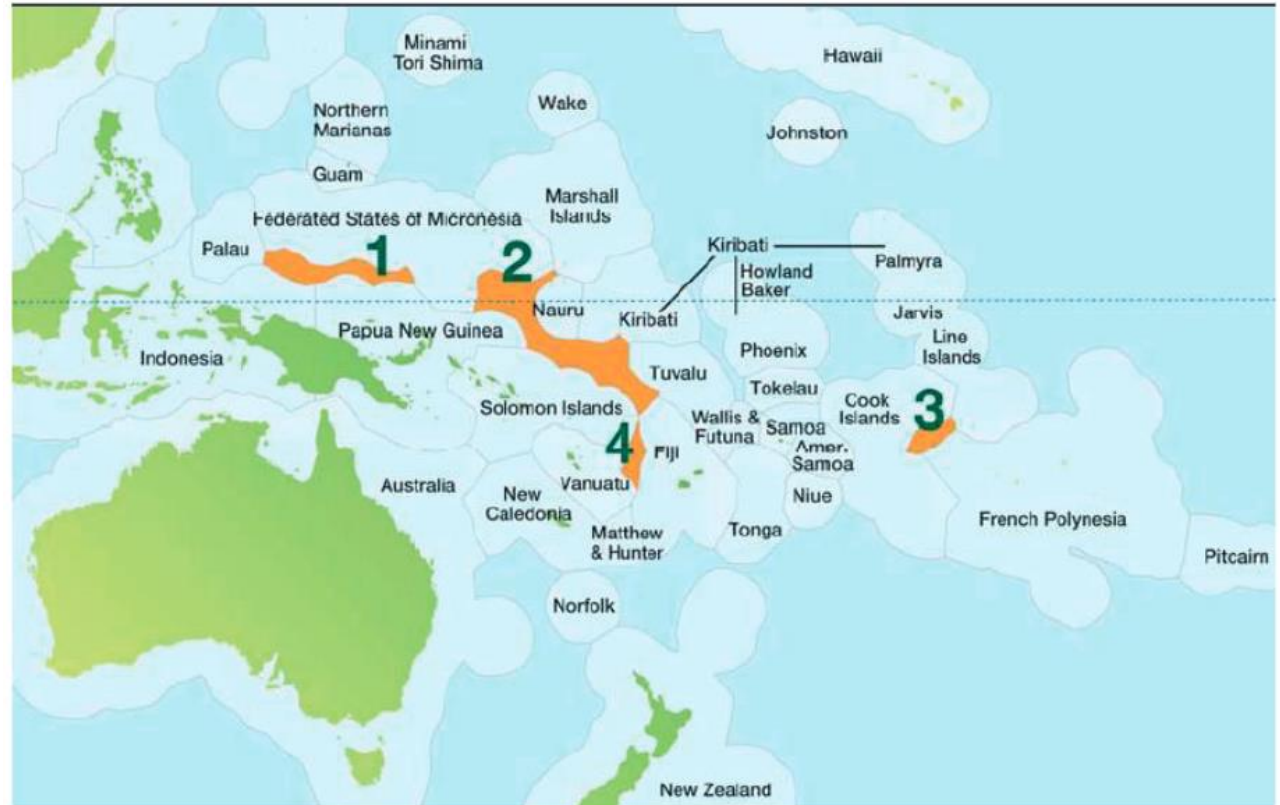 Minami
Tori Shima
Hawaii
Wake
Northern
Marianas
Johnston
Guam
Marshall
Islands
Federated States of Micronesia
Palau
1
2
Kiribati
Palmyra
Howland
Baker
Nauru
Kiribati
Jarvis
Papua New Guinea
Line
Islands
Indonesia
Phoenix
Tuvalu
Tokelau
Cook
Islands
3
Solomon Islands
Wallis &
Futuna
Samoa
Amer.
Samoa
4
Fiji
Vanuatu
Australia
New
Caledonia
Niue
French Polynesia
Matthew
& Hunter
Tonga
Pitcairn
Norfolk
New Zealand